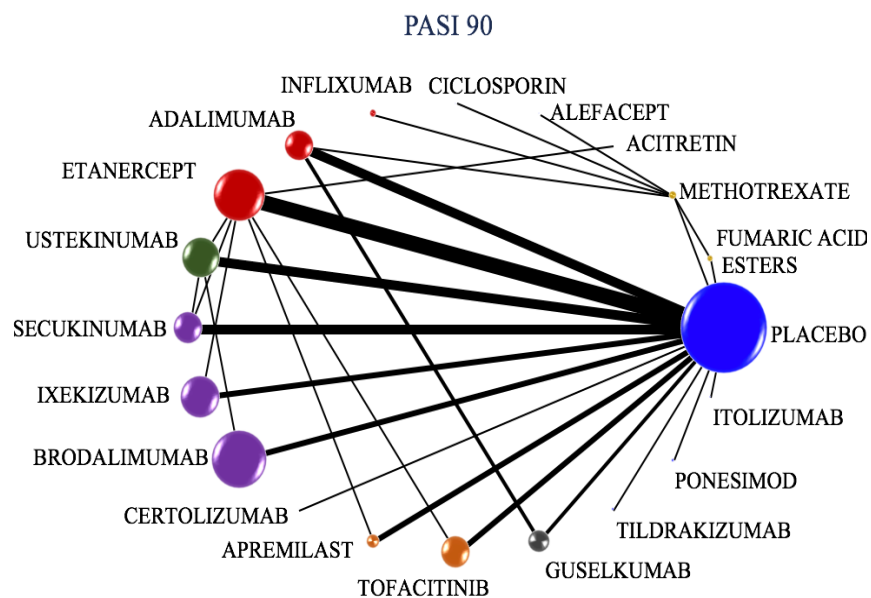 PASI 90
INFLIXUMAB
CICLOSPORIN
ALEFACEPT
ADALIMUMAB
ACITRETIN
ETANERCEPT
METHOTREXATE
USTEKINUMAB
FUMARIC ACID
ESTERS
SECUKINUMAB
PLACEBO
IXEKIZUMAB
ITOLIZUMAB
BRODALIMUMAB
PONESIMOD
CERTOLIZUMAB
TILDRAKIZUMAB
APREMILAST
GUSELKUMAB
TOFACITINIB